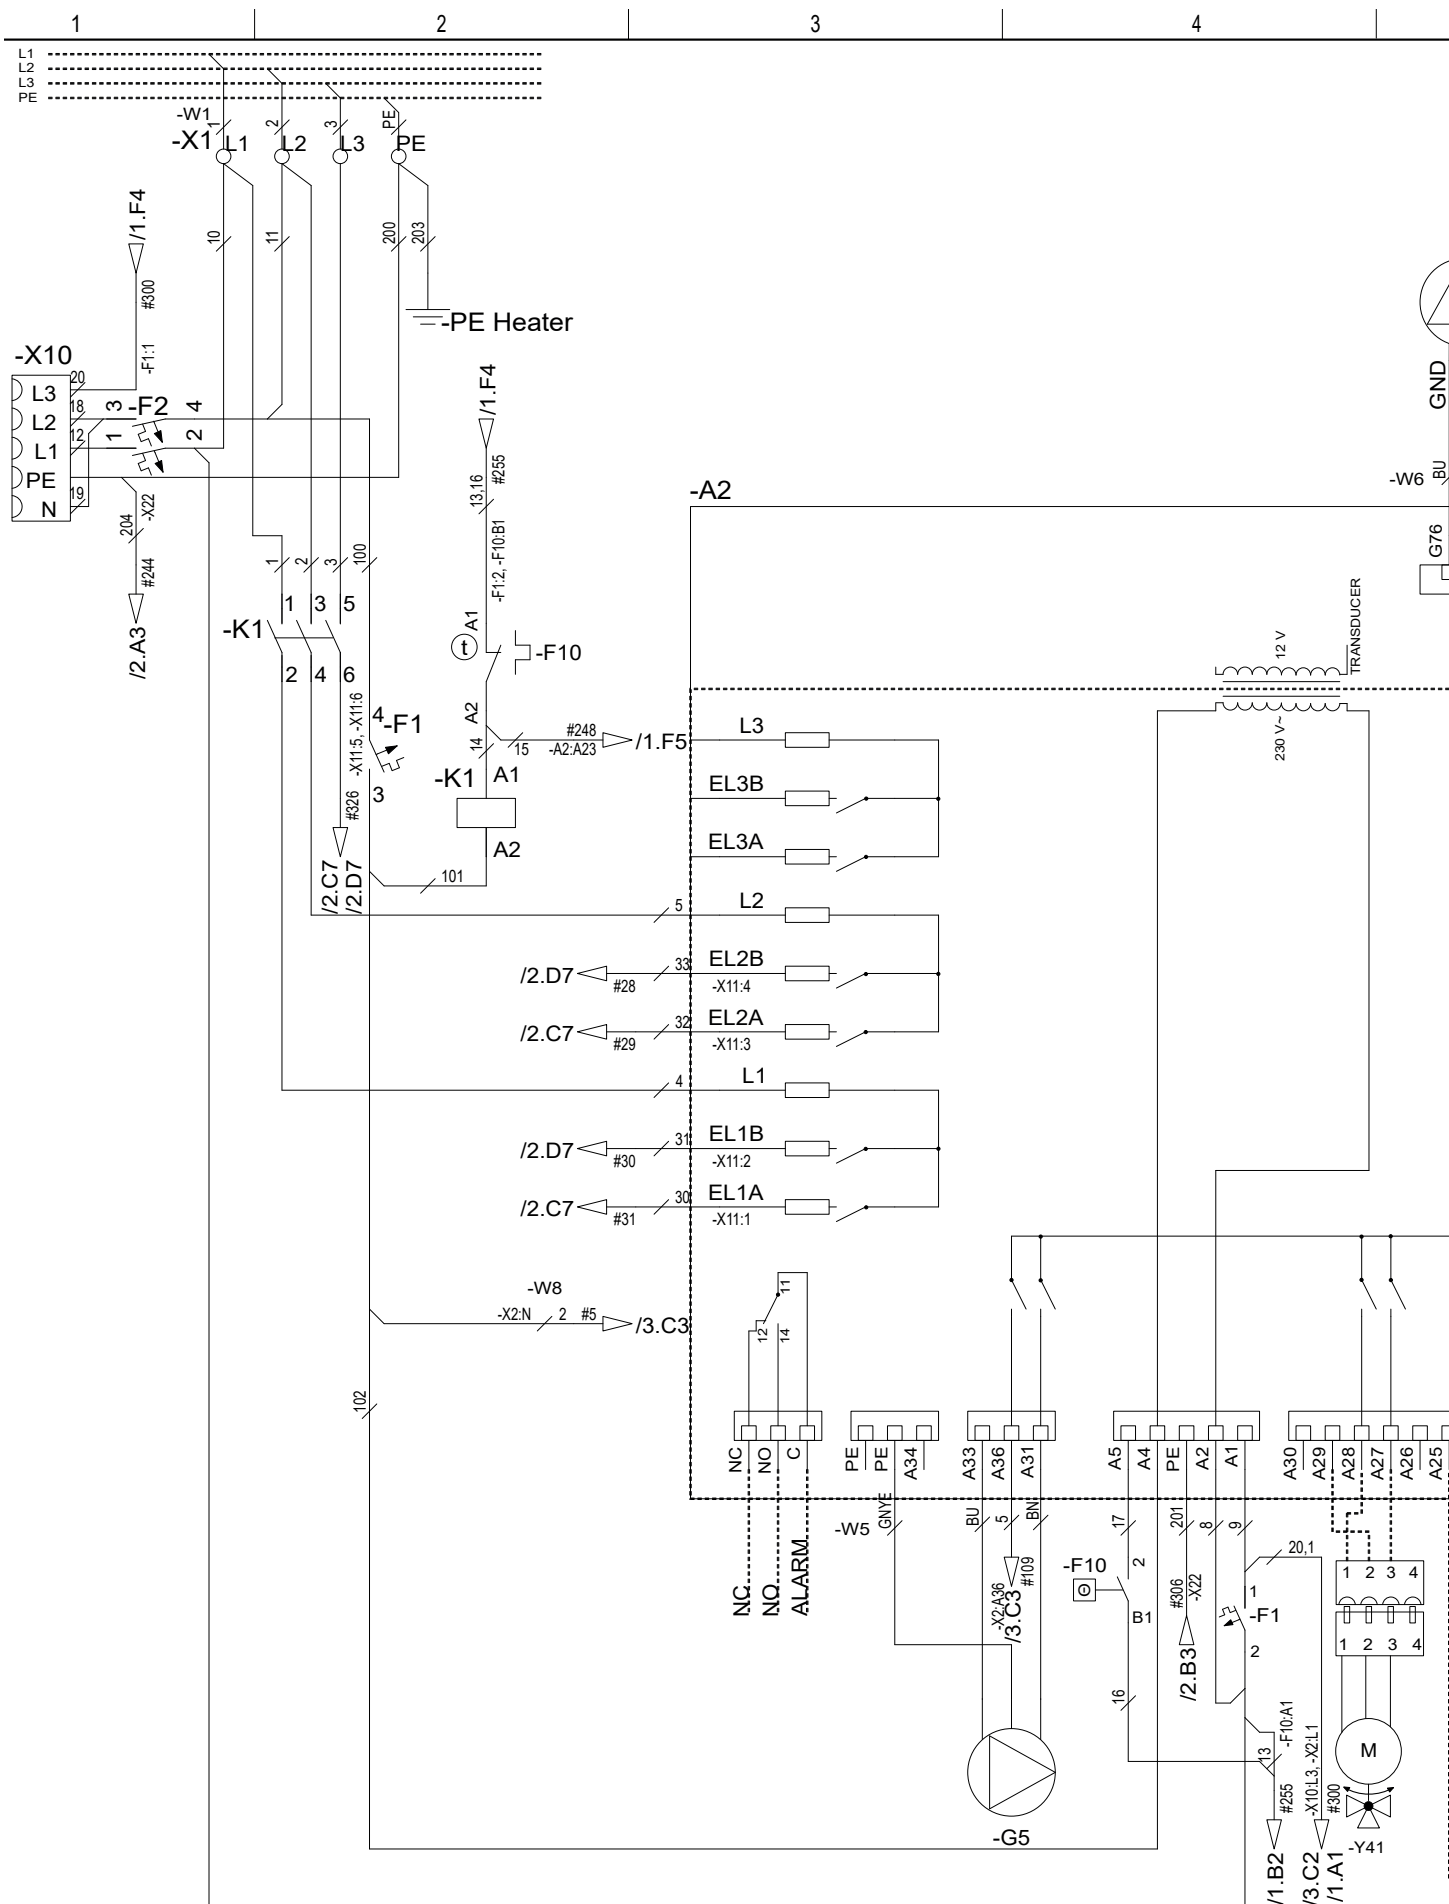 1 2 3 4
L1
L2
L3
PE
-W1
1 2 3 PE
-X1 L1 L2 L3 PE
/1.F4
10 11 200 203
#300
-F1:1
-PE Heater
-X10
L3 20
L2 18
L1 12
PE
N 19
3 -F2 4
1 2
204
-X22
#244
/2.A3
/1.F4
13,16
#255
-F1:2, -F10:B1
GND
-W6 BU
-A2
G76
1 2 3 100
1 3 5
-K1
2 4 6
A1
t
-F10
A2
12 V
TRANSDUCER
230 V~
-X11:5, -X11:6
#326
/2.C7
/2.D7
4
-F1
3
14
15
#248
-A2:A23
/1.F5
-K1 A1
A2
101
L3
EL3B
EL3A
5 L2
/2.D7 #28 33 EL2B
-X11:4
/2.C7 #29 32 EL2A
-X11:3
4 L1
/2.D7 #30 31 EL1B
-X11:2
/2.C7 #31 30 EL1A
-X11:1
-W8
-X2:N 2 #5 /3.C3
11
12 14
102
NC NO C
PE PE A34
A33 A36 A31
A5 A4 PE A2 A1
A30 A29 A28 A27 A26 A25
-W5 GNYE
BU 5 BN
17 201 8 9
20,1
NC NO ALARM
-X2:A36
#109
/3.C3
-F10
2
B1
16
#306
-X22
/2.B3
1
-F1
2
1 2 3 4
1 2 3 4
13
-F10:A1
#255
/1.B2
-X10:L3, -X2:L1
#300
/3.C2
/1.A1
M
-G5
-Y41